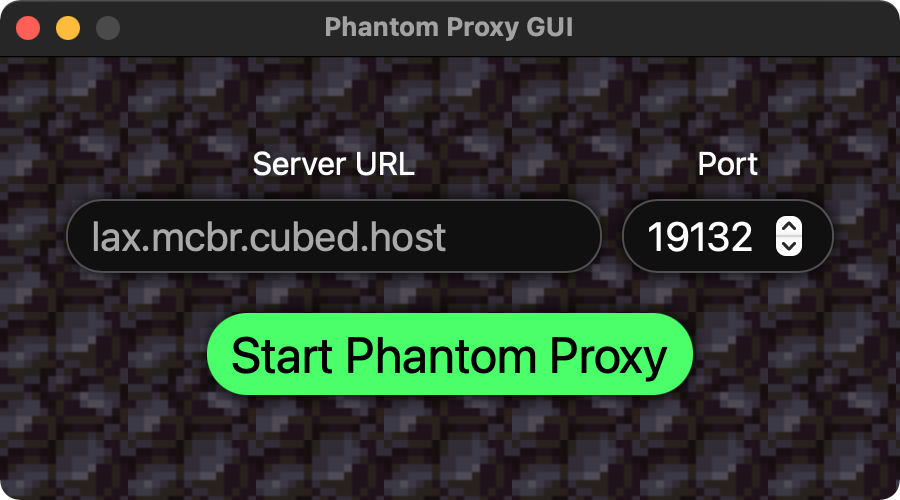 Phantom Proxy GUI
Server URL
Port
lax.mcbr.cubed.host
19132
Start Phantom Proxy